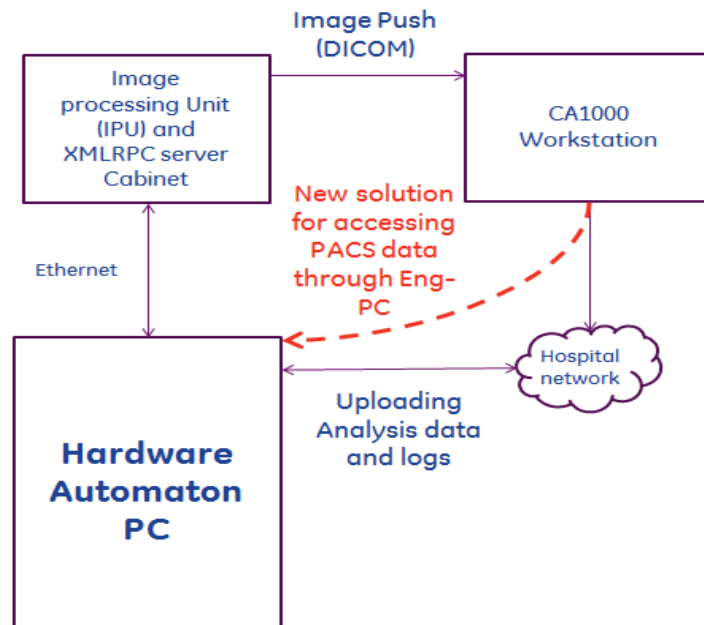 Image Push
(DICOM)
Image
processing Unit
(IPU) and
XMLRPC server
Cabinet
CA1000
Workstation
New solution
for accessing
PACS data
through Eng-
PC
Ethernet
Hospital
network
Uploading
Analysis data
and logs
Hardware
Automaton
PC